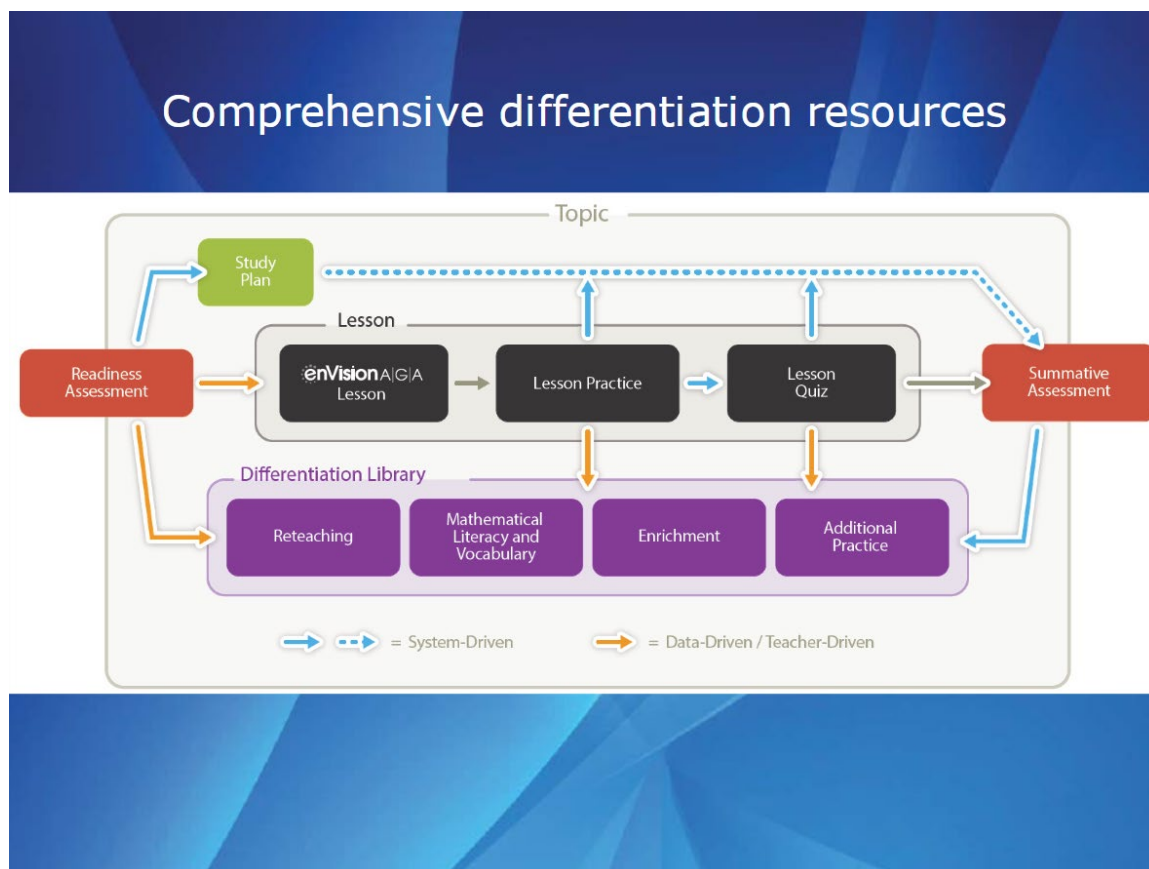 Comprehensive differentiation resources
Topic
Study
Plan
Lesson
Readiness
Assessment
enVision A|G|A
Lesson
Lesson Practice
Lesson
Quiz
Summative
Assessment
Differentiation Library
Reteaching
Mathematical
Literacy and
Vocabulary
Enrichment
Additional
Practice
= System-Driven
= Data-Driven / Teacher-Driven